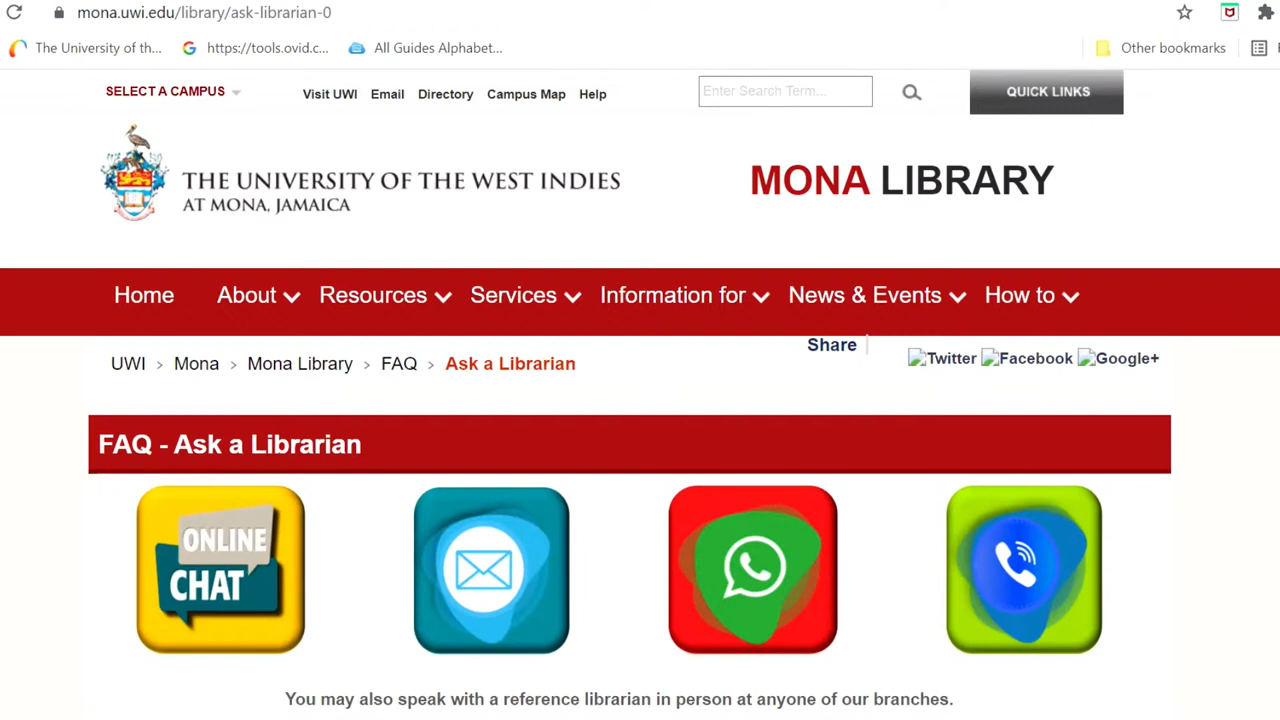 mona.uwi.edu/library/ask-librarian-0
The University of th... https://tools.ovid.c... All Guides Alphabet... Other bookmarks
SELECT A CAMPUS Visit UWI Email Directory Campus Map Help Enter Search Term... QUICK LINKS
THE UNIVERSITY OF THE WEST INDIES
AT MONA, JAMAICA
MONA LIBRARY
Home About Resources Services Information for News & Events How to
Share
Twitter Facebook Google+
UWI > Mona > Mona Library > FAQ > Ask a Librarian
FAQ - Ask a Librarian
ONLINE
CHAT
You may also speak with a reference librarian in person at anyone of our branches.